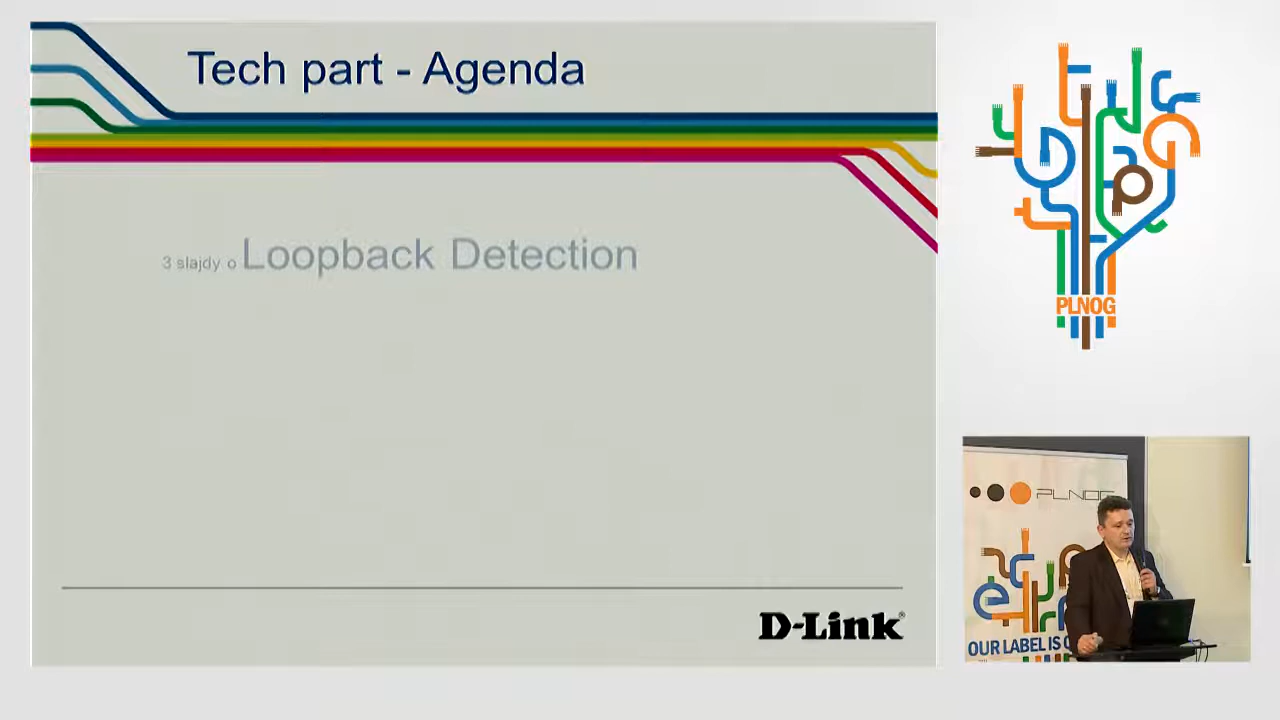 Tech part - Agenda
3 slajdy o Loopback Detection
D-Link®
PLNOG
PLNOG
OUR LABEL IS